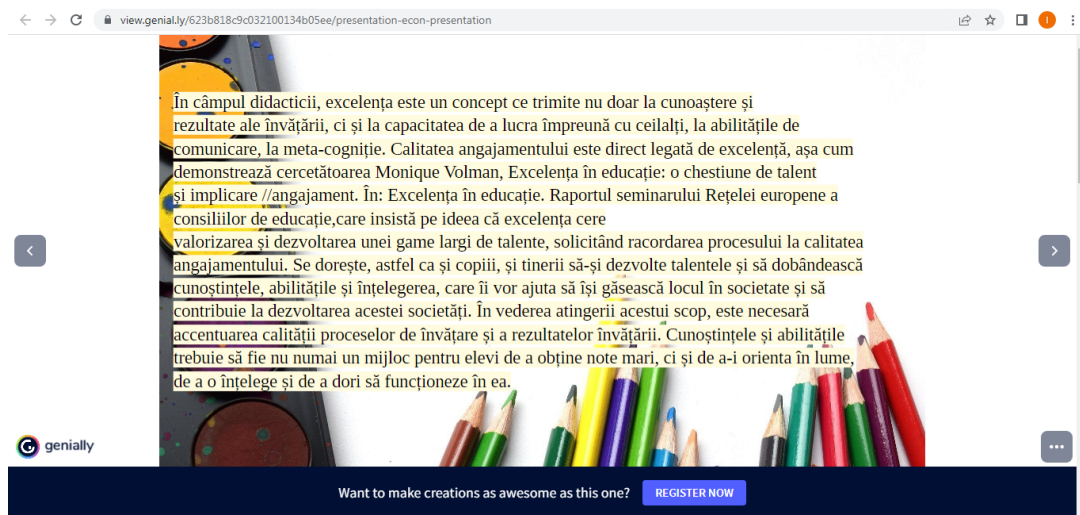 view.genial.ly/623b818c9c032100134b05ee/presentation-econ-presentation
I
În câmpul didacticii, excelența este un concept ce trimite nu doar la cunoaștere și
rezultate ale învățării, ci și la capacitatea de a lucra împreună cu ceilalți, la abilitățile de
comunicare, la meta-cogniție. Calitatea angajamentului este direct legată de excelență, așa cum
demonstrează cercetătoarea Monique Volman, Excelența în educație: o chestiune de talent
și implicare //angajament. În: Excelența în educație. Raportul seminarului Rețelei europene a
consiliilor de educație,care insistă pe ideea că excelența cere
valorizarea și dezvoltarea unei game largi de talente, solicitând racordarea procesului la calitatea
angajamentului. Se dorește, astfel ca și copiii, și tinerii să-și dezvolte talentele și să dobândească
cunoștințele, abilitățile și înțelegerea, care îi vor ajuta să își găsească locul în societate și să
contribuie la dezvoltarea acestei societăți. În vederea atingerii acestui scop, este necesară
accentuarea calității proceselor de învățare și a rezultatelor învățării. Cunoștințele și abilitățile
trebuie să fie nu numai un mijloc pentru elevi de a obține note mari, ci și de a-i orienta în lume,
de a o înțelege și de a dori să funcționeze în ea.
genially
Want to make creations as awesome as this one? REGISTER NOW